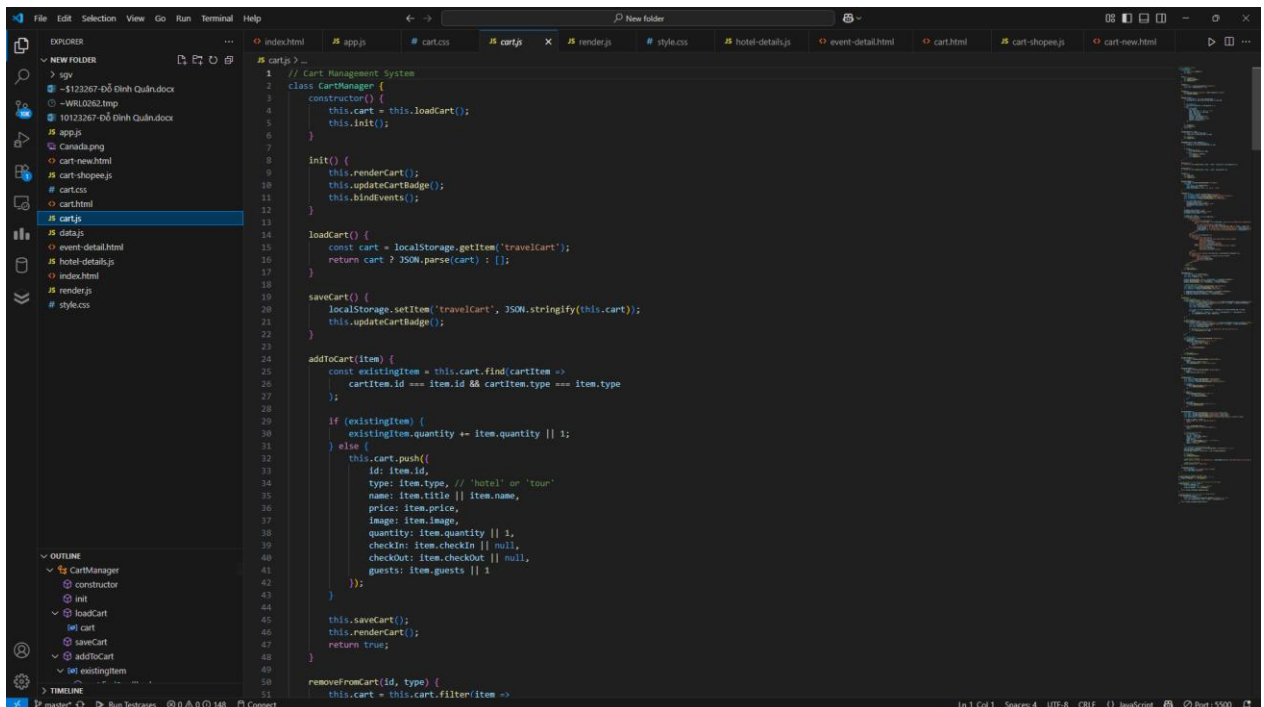 File Edit Selection View Go Run Terminal Help
New folder
EXPLORER
index.html
app.js
cart.css
cart.js
render.js
style.css
hotel-details.js
event-detail.html
cart.html
cart-shopee.js
cart-new.html
NEW FOLDER
sgv
~$123267-Đỗ Đình Quân.docx
~WRL0262.tmp
10123267-Đỗ Đình Quân.docx
app.js
Canada.png
cart-new.html
cart-shopee.js
cart.css
cart.html
cart.js
data.js
event-detail.html
hotel-details.js
index.html
render.js
style.css
OUTLINE
CartManager
constructor
init
loadCart
cart
saveCart
addToCart
existingItem
TIMELINE
JS cart.js > ...
1 // Cart Management System
2 class CartManager {
3 constructor() {
4 this.cart = this.loadCart();
5 this.init();
6 }
7
8 init() {
9 this.renderCart();
10 this.updateCartBadge();
11 this.bindEvents();
12 }
13
14 loadCart() {
15 const cart = localStorage.getItem('travelCart');
16 return cart ? JSON.parse(cart) : [];
17 }
18
19 saveCart() {
20 localStorage.setItem('travelCart', JSON.stringify(this.cart));
21 this.updateCartBadge();
22 }
23
24 addToCart(item) {
25 const existingItem = this.cart.find(cartItem =>
26 cartItem.id === item.id && cartItem.type === item.type
27 );
28
29 if (existingItem) {
30 existingItem.quantity += item.quantity || 1;
31 } else {
32 this.cart.push({
33 id: item.id,
34 type: item.type, // 'hotel' or 'tour'
35 name: item.title || item.name,
36 price: item.price,
37 image: item.image,
38 quantity: item.quantity || 1,
39 checkIn: item.checkIn || null,
40 checkOut: item.checkOut || null,
41 guests: item.guests || 1
42 });
43 }
44
45 this.saveCart();
46 this.renderCart();
47 return true;
48 }
49
50 removeFromCart(id, type) {
51 this.cart = this.cart.filter(item =>
master* Run Testcases 0 0 148 Connect
Ln 1, Col 1 Spaces: 4 UTF-8 CRLF {} JavaScript Port : 5500